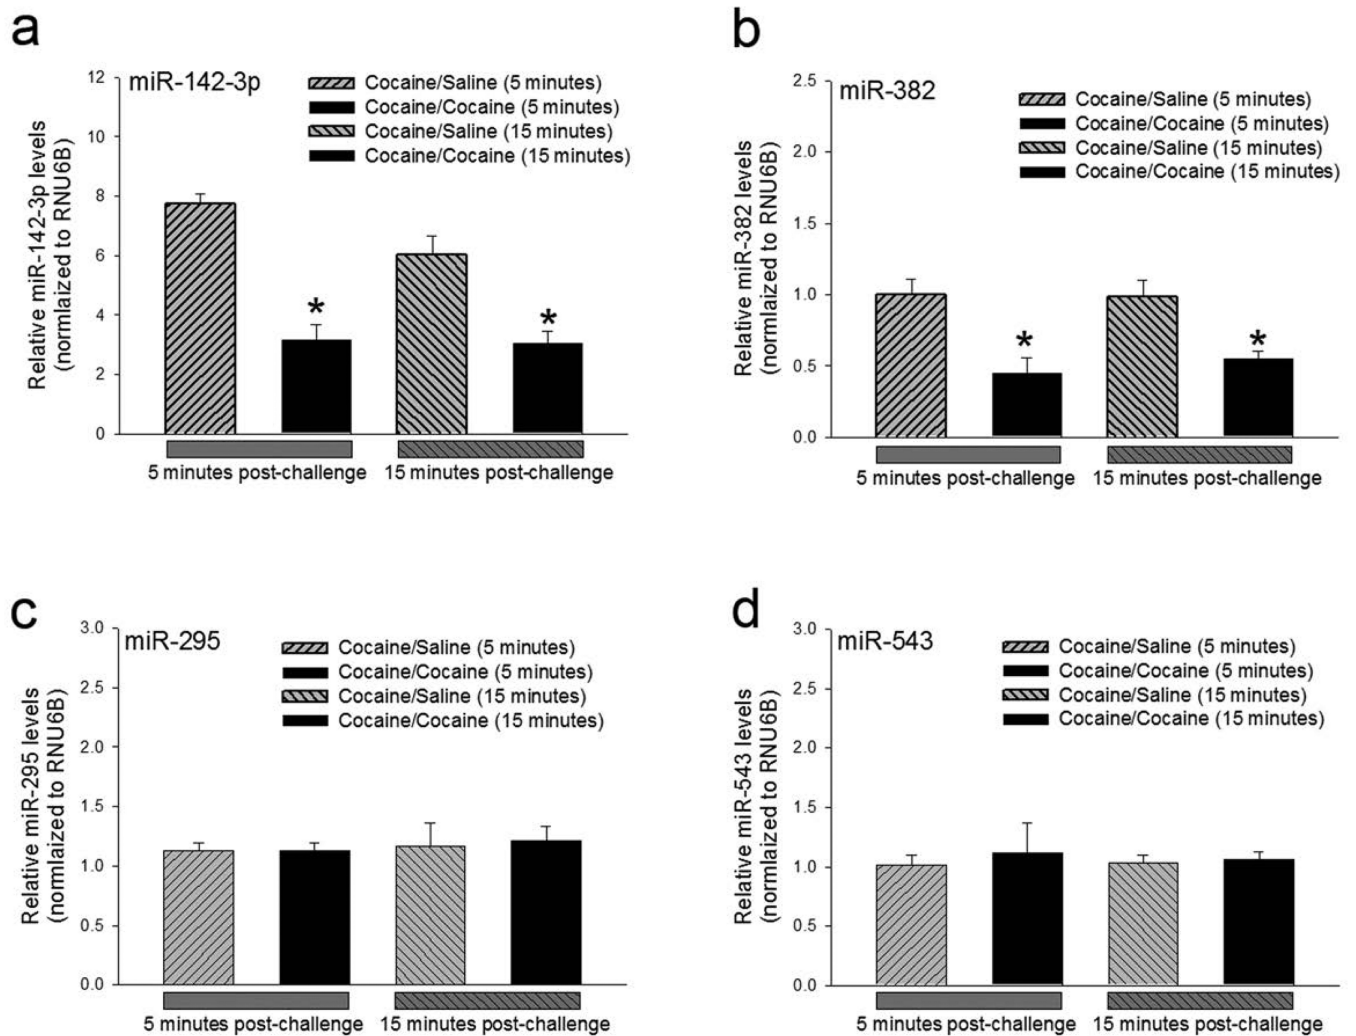 a
miR-142-3p
Cocaine/Saline (5 minutes)
Cocaine/Cocaine (5 minutes)
Cocaine/Saline (15 minutes)
Cocaine/Cocaine (15 minutes)
Relative miR-142-3p levels
(normlaized to RNU6B)
12
10
8
6
4
2
0
*
*
5 minutes post-challenge
15 minutes post-challenge
b
miR-382
Cocaine/Saline (5 minutes)
Cocaine/Cocaine (5 minutes)
Cocaine/Saline (15 minutes)
Cocaine/Cocaine (15 minutes)
Relative miR-382 levels
(normlaized to RNU6B)
2.5
2.0
1.5
1.0
0.5
0.0
*
*
5 minutes post-challenge
15 minutes post-challenge
c
miR-295
Cocaine/Saline (5 minutes)
Cocaine/Cocaine (5 minutes)
Cocaine/Saline (15 minutes)
Cocaine/Cocaine (15 minutes)
Relative miR-295 levels
(normlaized to RNU6B)
3.0
2.5
2.0
1.5
1.0
0.5
0.0
5 minutes post-challenge
15 minutes post-challenge
d
miR-543
Cocaine/Saline (5 minutes)
Cocaine/Cocaine (5 minutes)
Cocaine/Saline (15 minutes)
Cocaine/Cocaine (15 minutes)
Relative miR-543 levels
(normlaized to RNU6B)
3.0
2.5
2.0
1.5
1.0
0.5
0.0
5 minutes post-challenge
15 minutes post-challenge